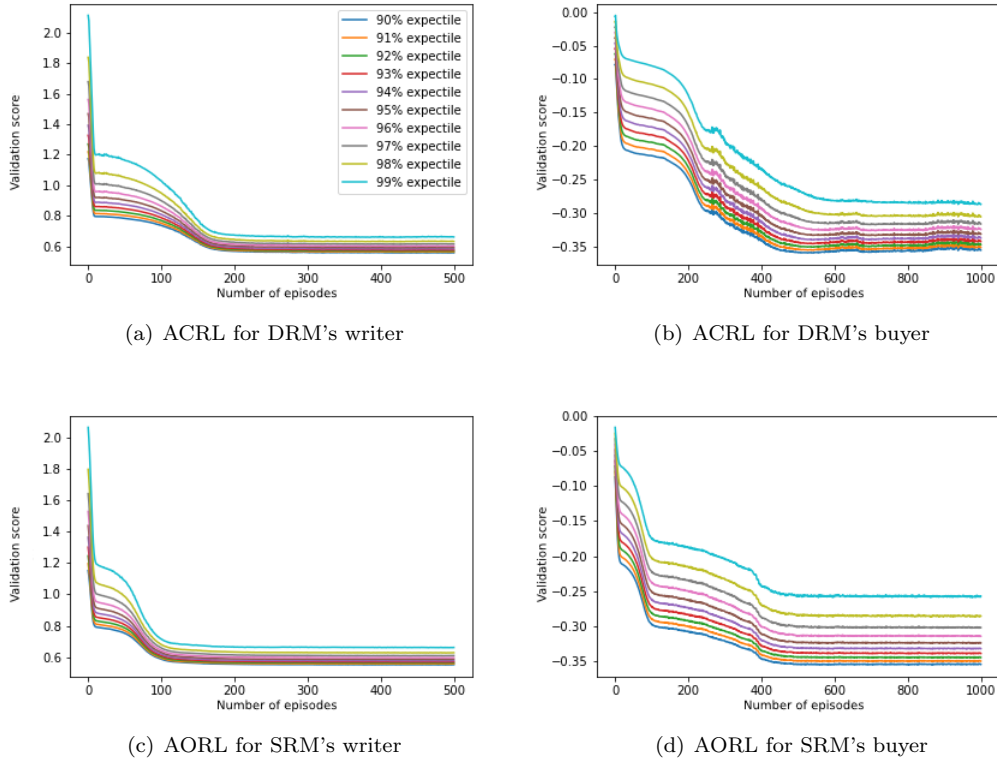 2.0
1.8
1.6
1.4
1.2
1.0
0.8
0.6
Validation score
0
100
200
300
400
500
Number of episodes
90% expectile
91% expectile
92% expectile
93% expectile
94% expectile
95% expectile
96% expectile
97% expectile
98% expectile
99% expectile
(a) ACRL for DRM's writer
0.00
−0.05
−0.10
−0.15
−0.20
−0.25
−0.30
−0.35
Validation score
0
200
400
600
800
1000
Number of episodes
(b) ACRL for DRM's buyer
2.0
1.8
1.6
1.4
1.2
1.0
0.8
0.6
Validation score
0
100
200
300
400
500
Number of episodes
(c) AORL for SRM's writer
0.00
−0.05
−0.10
−0.15
−0.20
−0.25
−0.30
−0.35
Validation score
0
200
400
600
800
1000
Number of episodes
(d) AORL for SRM's buyer